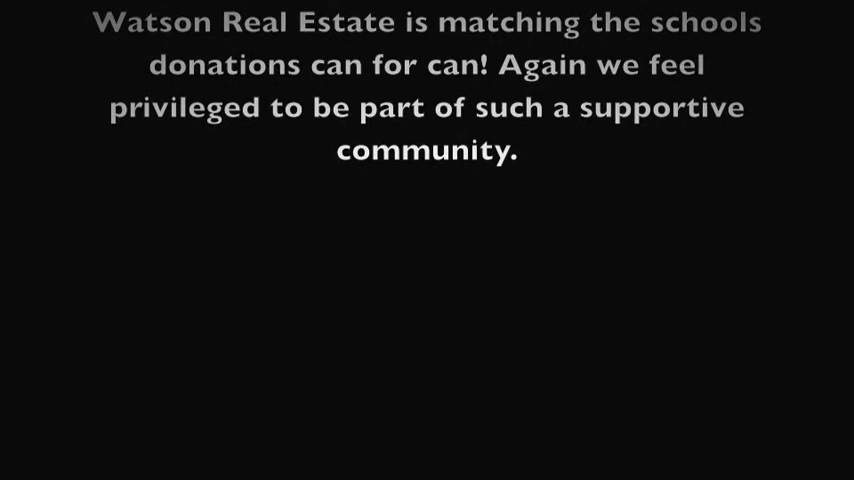 Watson Real Estate is matching the schools
donations can for can! Again we feel
privileged to be part of such a supportive
community.